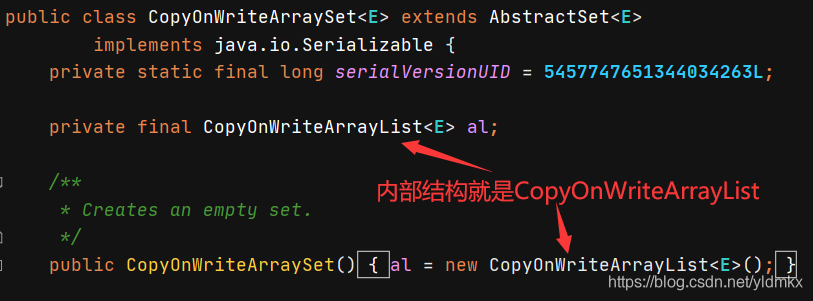 public class CopyOnWriteArraySet<E> extends AbstractSet<E>
implements java.io.Serializable {
private static final long serialVersionUID = 5457747651344034263L;
private final CopyOnWriteArrayList<E> al;
/**
内部结构就是CopyOnWriteArrayList
* Creates an empty set.
*/
public CopyOnWriteArraySet() { al = new CopyOnWriteArrayList<E>(); }
https://blog.csdn.net/yldmkx